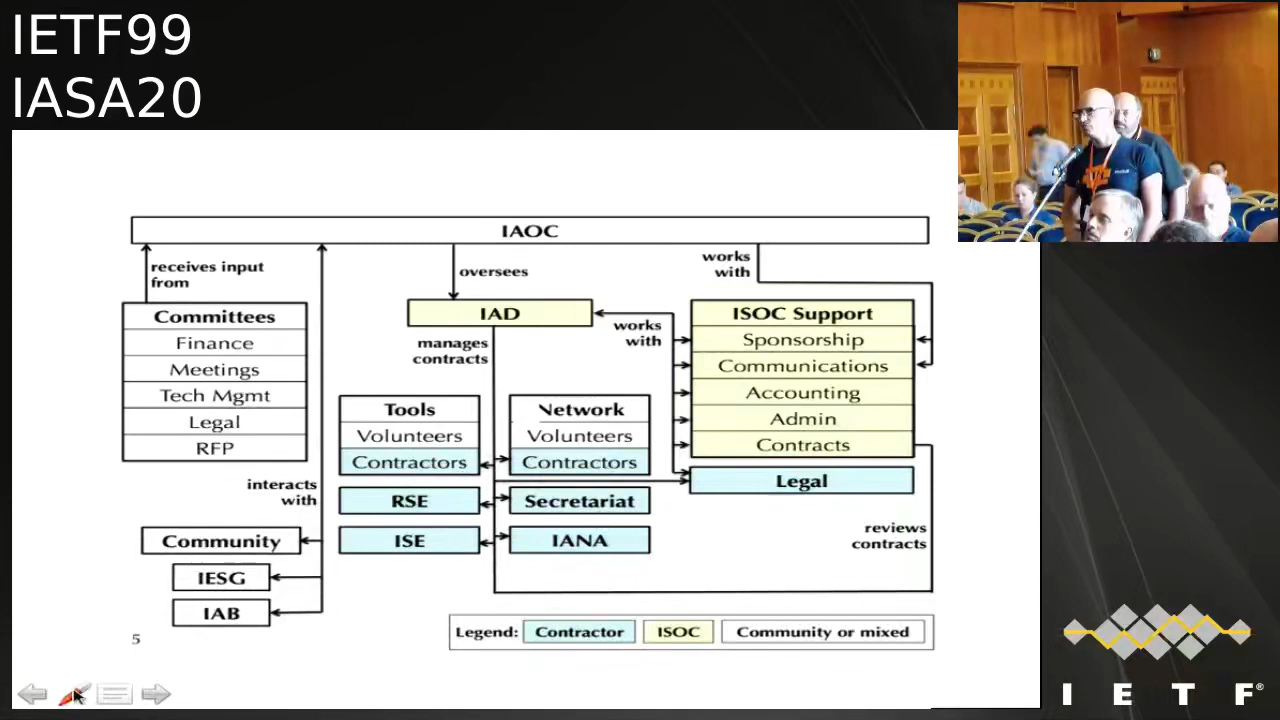 IETF99
IASA20
IAOC
receives input
from
oversees
works
with
Committees
Finance
Meetings
Tech Mgmt
Legal
RFP
IAD
works
with
manages
contracts
ISOC Support
Sponsorship
Communications
Accounting
Admin
Contracts
Legal
Tools
Volunteers
Contractors
Network
Volunteers
Contractors
RSE
Secretariat
ISE
IANA
interacts
with
Community
IESG
IAB
reviews
contracts
Legend: Contractor ISOC Community or mixed
5
I E T F®